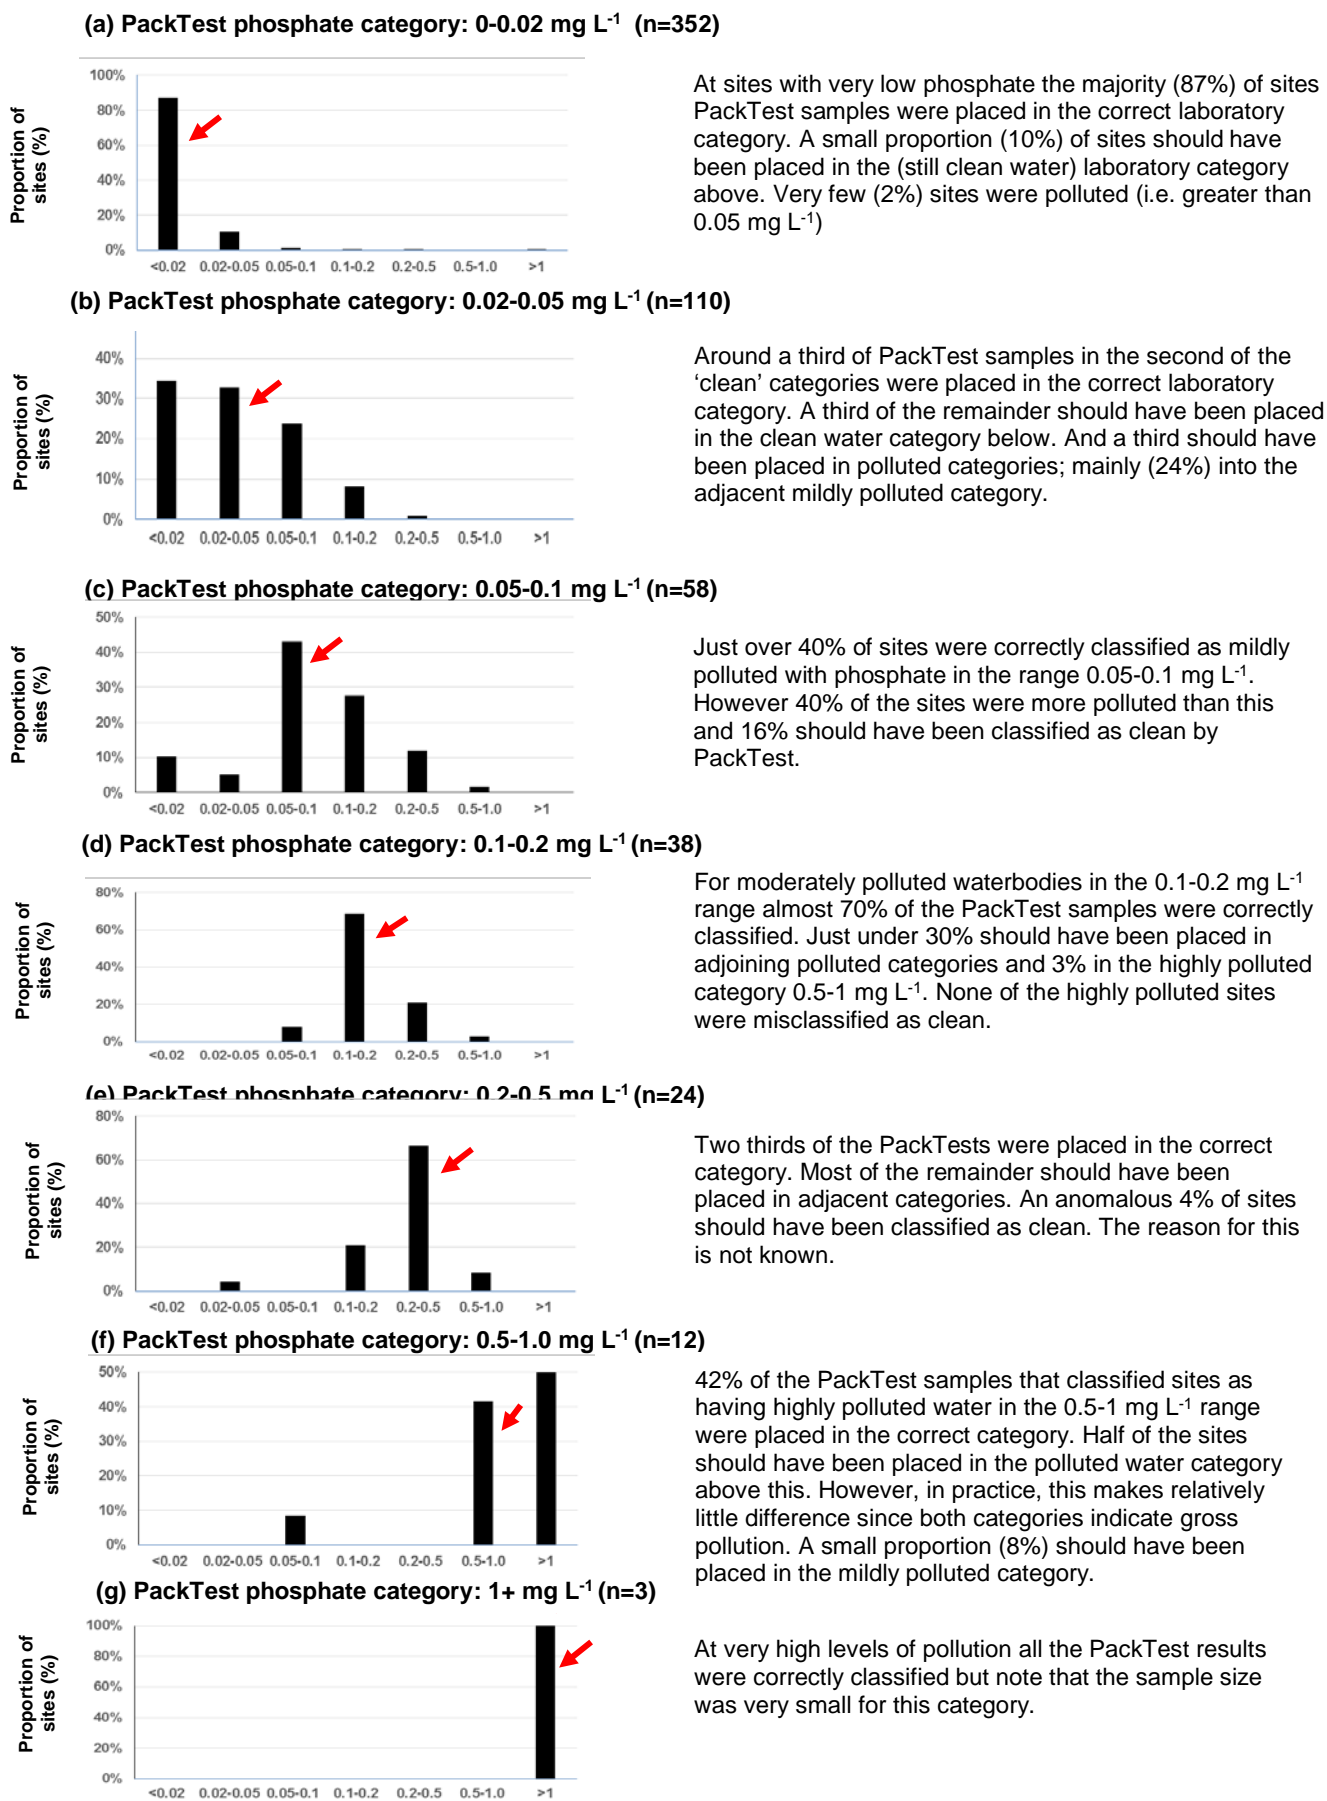 (a) PackTest phosphate category: 0-0.02 mg L-1 (n=352)
Proportion of
sites (%)
100%
80%
60%
40%
20%
0%
<0.02 0.02-0.05 0.05-0.1 0.1-0.2 0.2-0.5 0.5-1.0 >1
At sites with very low phosphate the majority (87%) of sites
PackTest samples were placed in the correct laboratory
category. A small proportion (10%) of sites should have
been placed in the (still clean water) laboratory category
above. Very few (2%) sites were polluted (i.e. greater than
0.05 mg L-1)
(b) PackTest phosphate category: 0.02-0.05 mg L-1 (n=110)
Proportion of
sites (%)
40%
30%
20%
10%
0%
<0.02 0.02-0.05 0.05-0.1 0.1-0.2 0.2-0.5 0.5-1.0 >1
Around a third of PackTest samples in the second of the
‘clean’ categories were placed in the correct laboratory
category. A third of the remainder should have been placed
in the clean water category below. And a third should have
been placed in polluted categories; mainly (24%) into the
adjacent mildly polluted category.
(c) PackTest phosphate category: 0.05-0.1 mg L-1 (n=58)
Proportion of
sites (%)
50%
40%
30%
20%
10%
0%
<0.02 0.02-0.05 0.05-0.1 0.1-0.2 0.2-0.5 0.5-1.0 >1
Just over 40% of sites were correctly classified as mildly
polluted with phosphate in the range 0.05-0.1 mg L-1.
However 40% of the sites were more polluted than this
and 16% should have been classified as clean by
PackTest.
(d) PackTest phosphate category: 0.1-0.2 mg L-1 (n=38)
Proportion of
sites (%)
80%
60%
40%
20%
0%
<0.02 0.02-0.05 0.05-0.1 0.1-0.2 0.2-0.5 0.5-1.0 >1
For moderately polluted waterbodies in the 0.1-0.2 mg L-1
range almost 70% of the PackTest samples were correctly
classified. Just under 30% should have been placed in
adjoining polluted categories and 3% in the highly polluted
category 0.5-1 mg L-1. None of the highly polluted sites
were misclassified as clean.
(e) PackTest phosphate category: 0.2-0.5 mg L-1 (n=24)
Proportion of
sites (%)
80%
60%
40%
20%
0%
<0.02 0.02-0.05 0.05-0.1 0.1-0.2 0.2-0.5 0.5-1.0 >1
Two thirds of the PackTests were placed in the correct
category. Most of the remainder should have been
placed in adjacent categories. An anomalous 4% of sites
should have been classified as clean. The reason for this
is not known.
(f) PackTest phosphate category: 0.5-1.0 mg L-1 (n=12)
Proportion of
sites (%)
50%
40%
30%
20%
10%
0%
<0.02 0.02-0.05 0.05-0.1 0.1-0.2 0.2-0.5 0.5-1.0 >1
42% of the PackTest samples that classified sites as
having highly polluted water in the 0.5-1 mg L-1 range
were placed in the correct category. Half of the sites
should have been placed in the polluted water category
above this. However, in practice, this makes relatively
little difference since both categories indicate gross
pollution. A small proportion (8%) should have been
placed in the mildly polluted category.
(g) PackTest phosphate category: 1+ mg L-1 (n=3)
Proportion of
sites (%)
100%
80%
60%
40%
20%
0%
<0.02 0.02-0.05 0.05-0.1 0.1-0.2 0.2-0.5 0.5-1.0 >1
At very high levels of pollution all the PackTest results
were correctly classified but note that the sample size
was very small for this category.